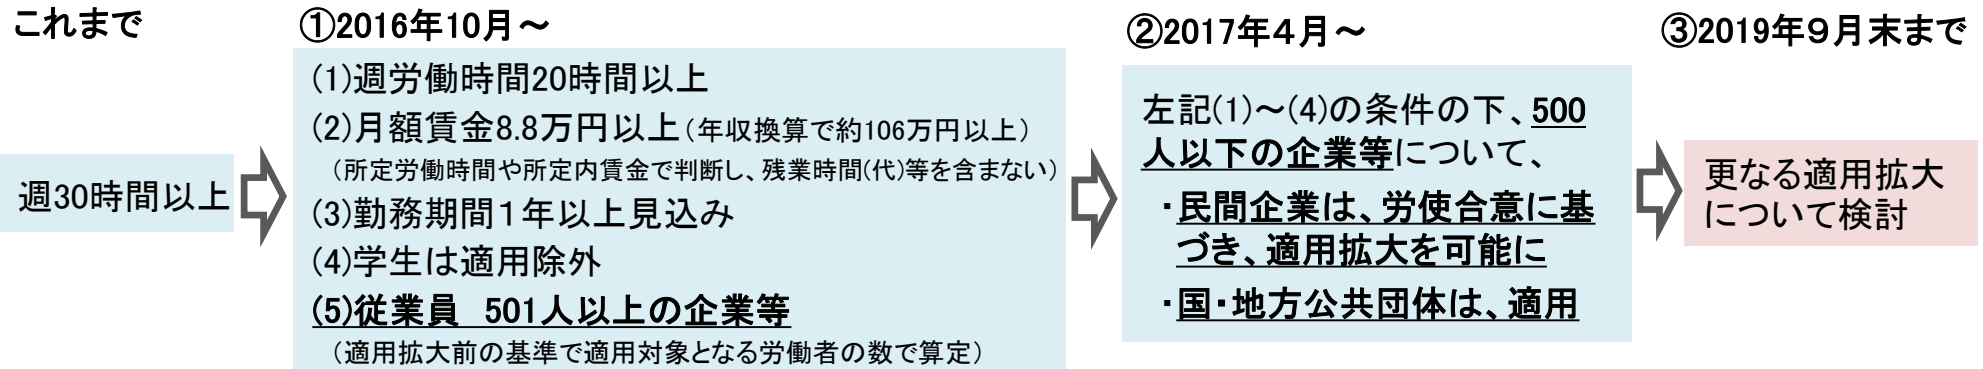 これまで
週30時間以上
①2016年10月～
(1)週労働時間20時間以上
(2)月額賃金8.8万円以上（年収換算で約106万円以上）
（所定労働時間や所定内賃金で判断し、残業時間(代)等を含まない）
(3)勤務期間１年以上見込み
(4)学生は適用除外
(5)従業員　501人以上の企業等
（適用拡大前の基準で適用対象となる労働者の数で算定）
②2017年４月～
左記(1)～(4)の条件の下、500
人以下の企業等について、
・民間企業は、労使合意に基
づき、適用拡大を可能に
・国・地方公共団体は、適用
③2019年９月末まで
更なる適用拡大
について検討